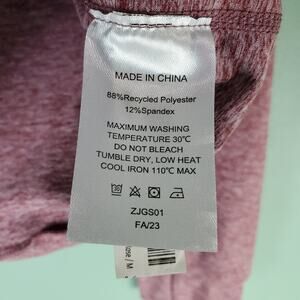 MADE IN CHINA
88%Recycled Polyester
12%Spandex
MAXIMUM WASHING
TEMPERATURE 30℃
DO NOT BLEACH
TUMBLE DRY, LOW HEAT
COOL IRON 110℃ MAX
30
ZJGS01
FA/23
/ M